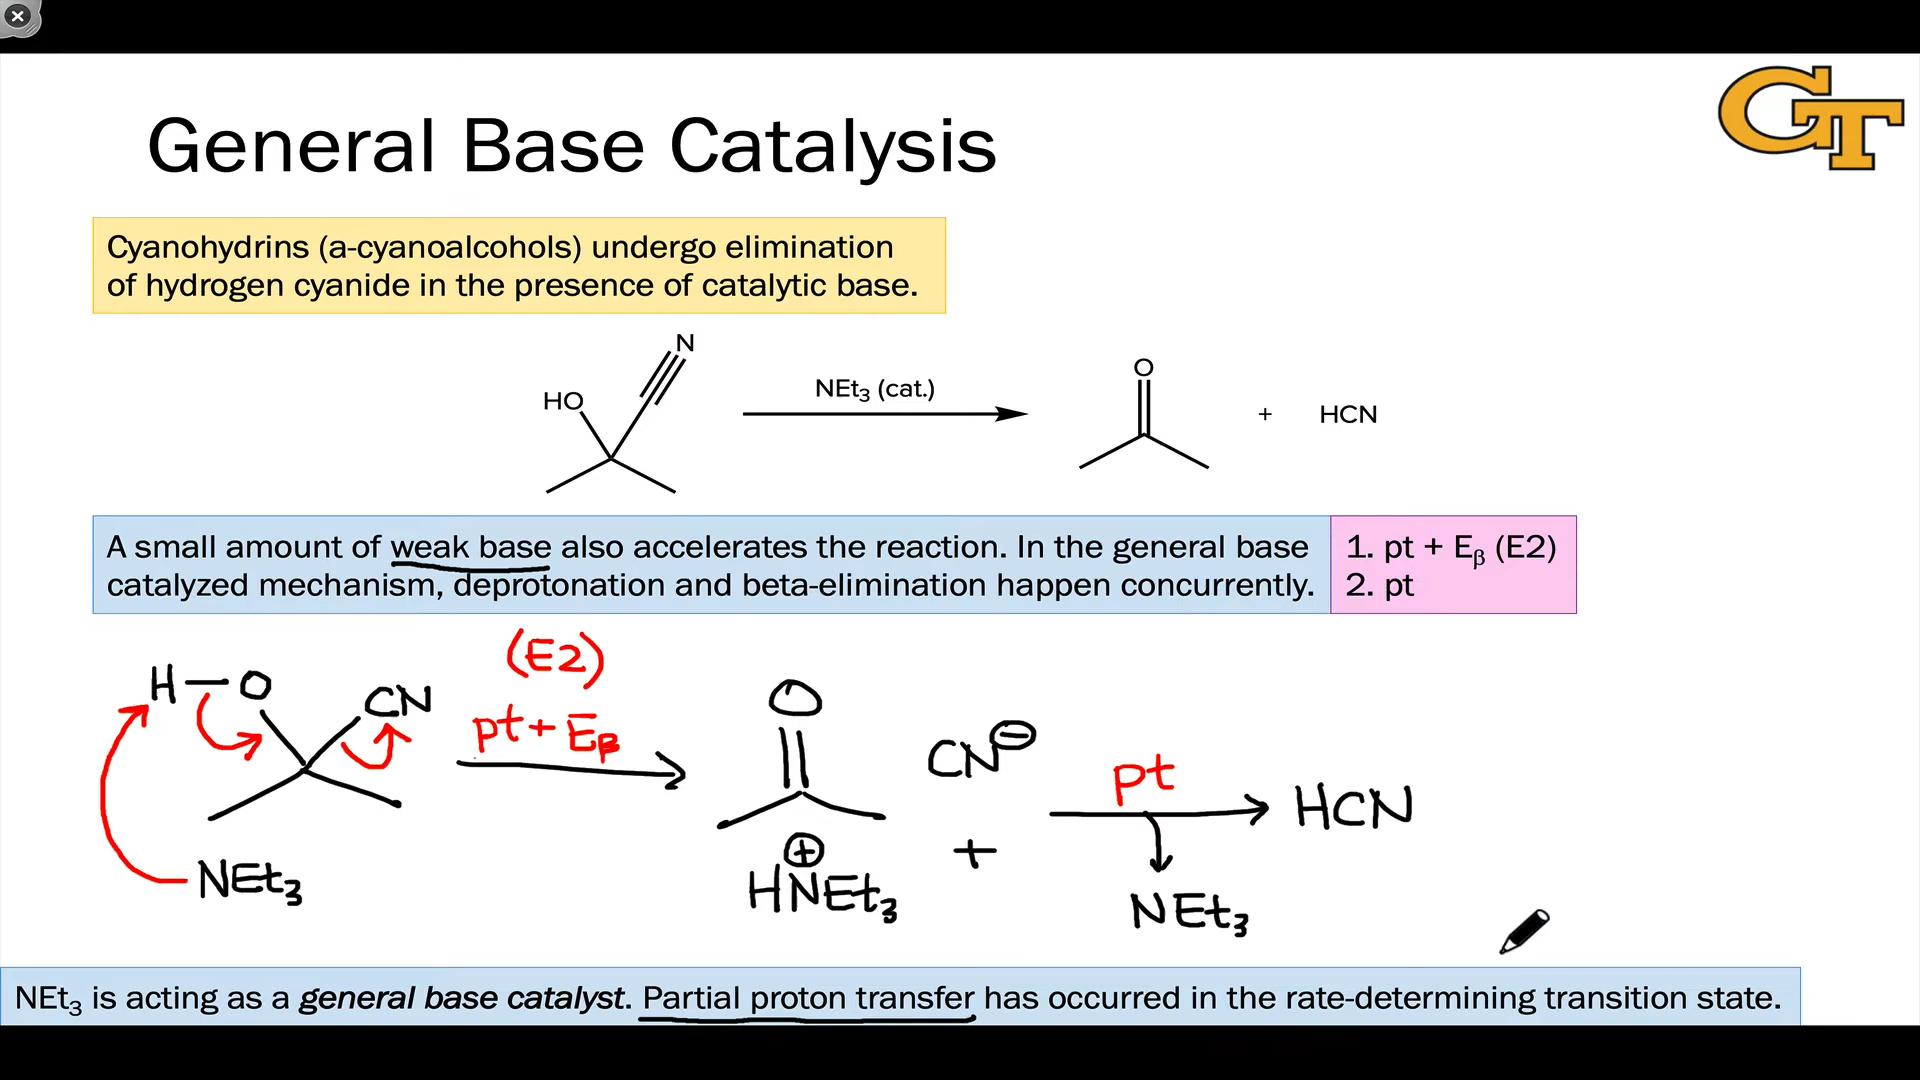 GT
General Base Catalysis
Cyanohydrins (a-cyanoalcohols) undergo elimination
of hydrogen cyanide in the presence of catalytic base.
N
HO
NEt₃ (cat.)
O
+
HCN
A small amount of weak base also accelerates the reaction. In the general base
catalyzed mechanism, deprotonation and beta-elimination happen concurrently.
1. pt + Eβ (E2)
2. pt
(E2)
H–O
CN
pt + Eβ
O
CN⊖
pt
HCN
NEt₃
⊕
HNEt₃
+
NEt₃
NEt₃ is acting as a general base catalyst. Partial proton transfer has occurred in the rate-determining transition state.